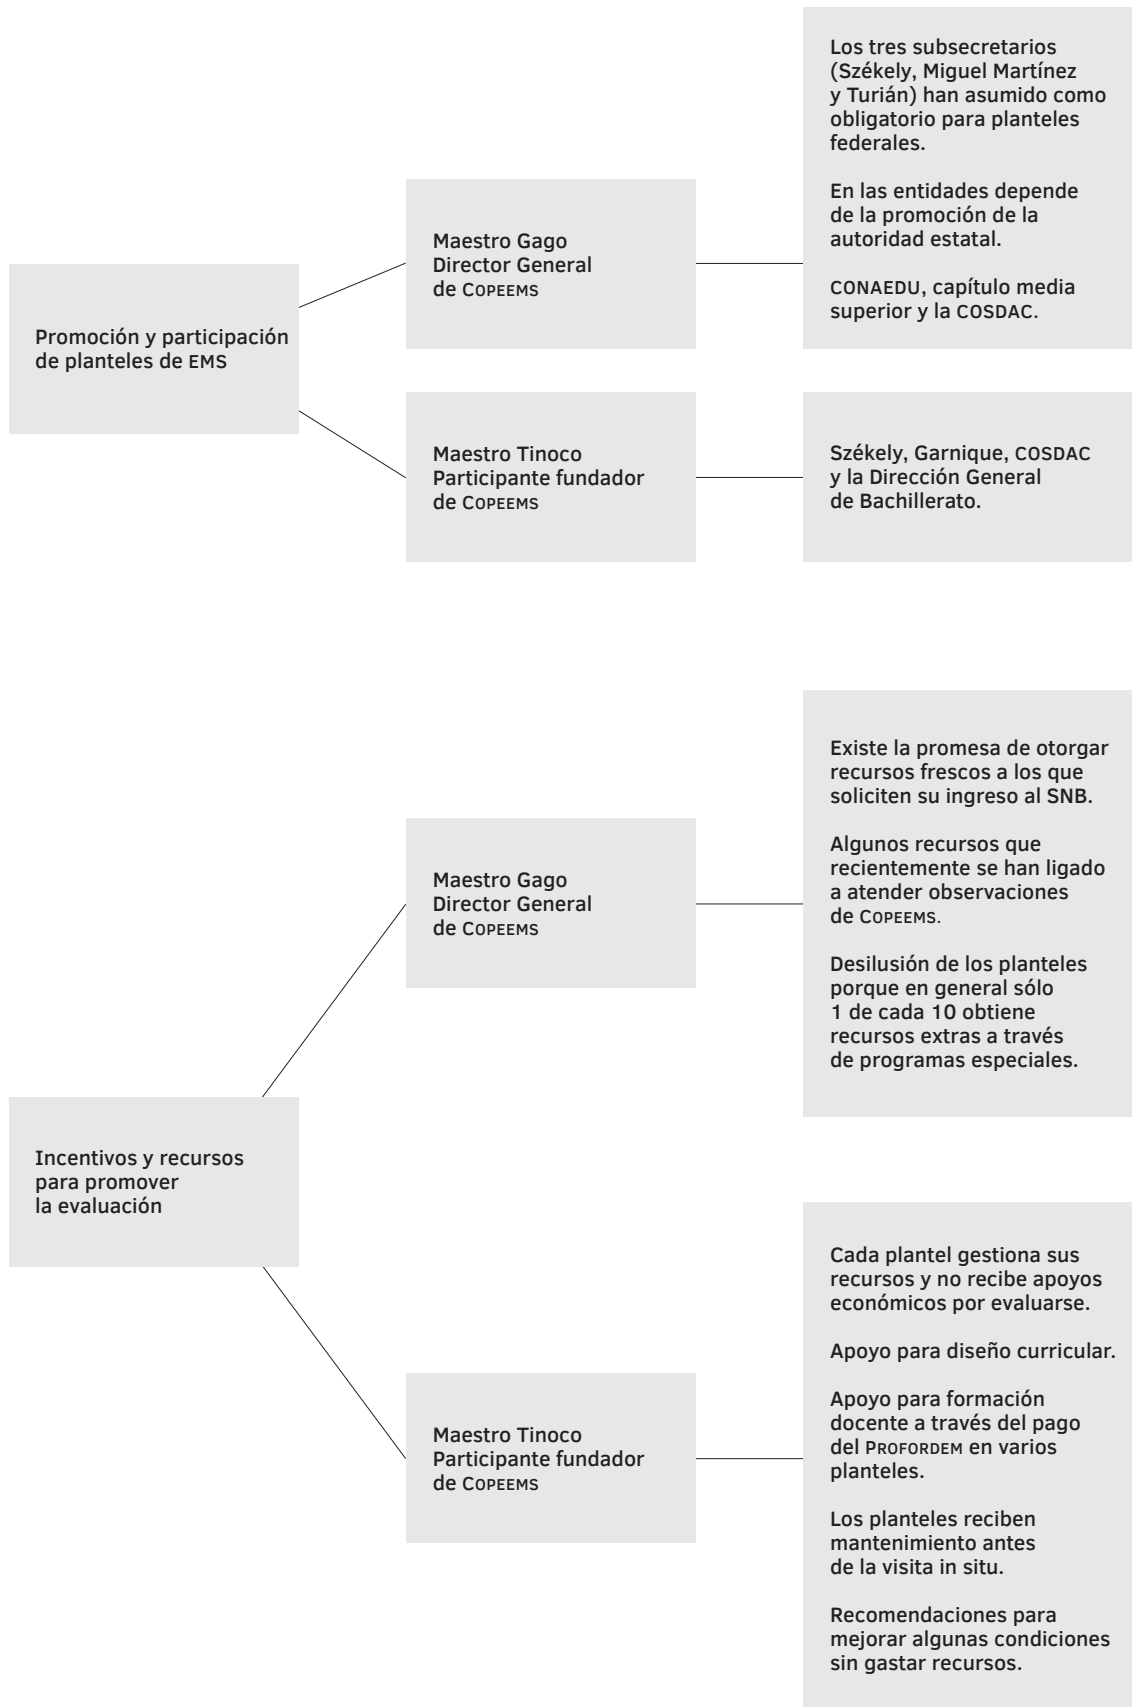 Promoción y participación
de planteles de EMS
Maestro Gago
Director General
de COPEEMS
Los tres subsecretarios
(Székely, Miguel Martínez
y Turián) han asumido como
obligatorio para planteles
federales.
En las entidades depende
de la promoción de la
autoridad estatal.
CONAEDU, capítulo media
superior y la COSDAC.
Maestro Tinoco
Participante fundador
de COPEEMS
Székely, Garnique, COSDAC
y la Dirección General
de Bachillerato.
Incentivos y recursos
para promover
la evaluación
Maestro Gago
Director General
de COPEEMS
Existe la promesa de otorgar
recursos frescos a los que
soliciten su ingreso al SNB.
Algunos recursos que
recientemente se han ligado
a atender observaciones
de COPEEMS.
Desilusión de los planteles
porque en general sólo
1 de cada 10 obtiene
recursos extras a través
de programas especiales.
Maestro Tinoco
Participante fundador
de COPEEMS
Cada plantel gestiona sus
recursos y no recibe apoyos
económicos por evaluarse.
Apoyo para diseño curricular.
Apoyo para formación
docente a través del pago
del PROFORDEM en varios
planteles.
Los planteles reciben
mantenimiento antes
de la visita in situ.
Recomendaciones para
mejorar algunas condiciones
sin gastar recursos.